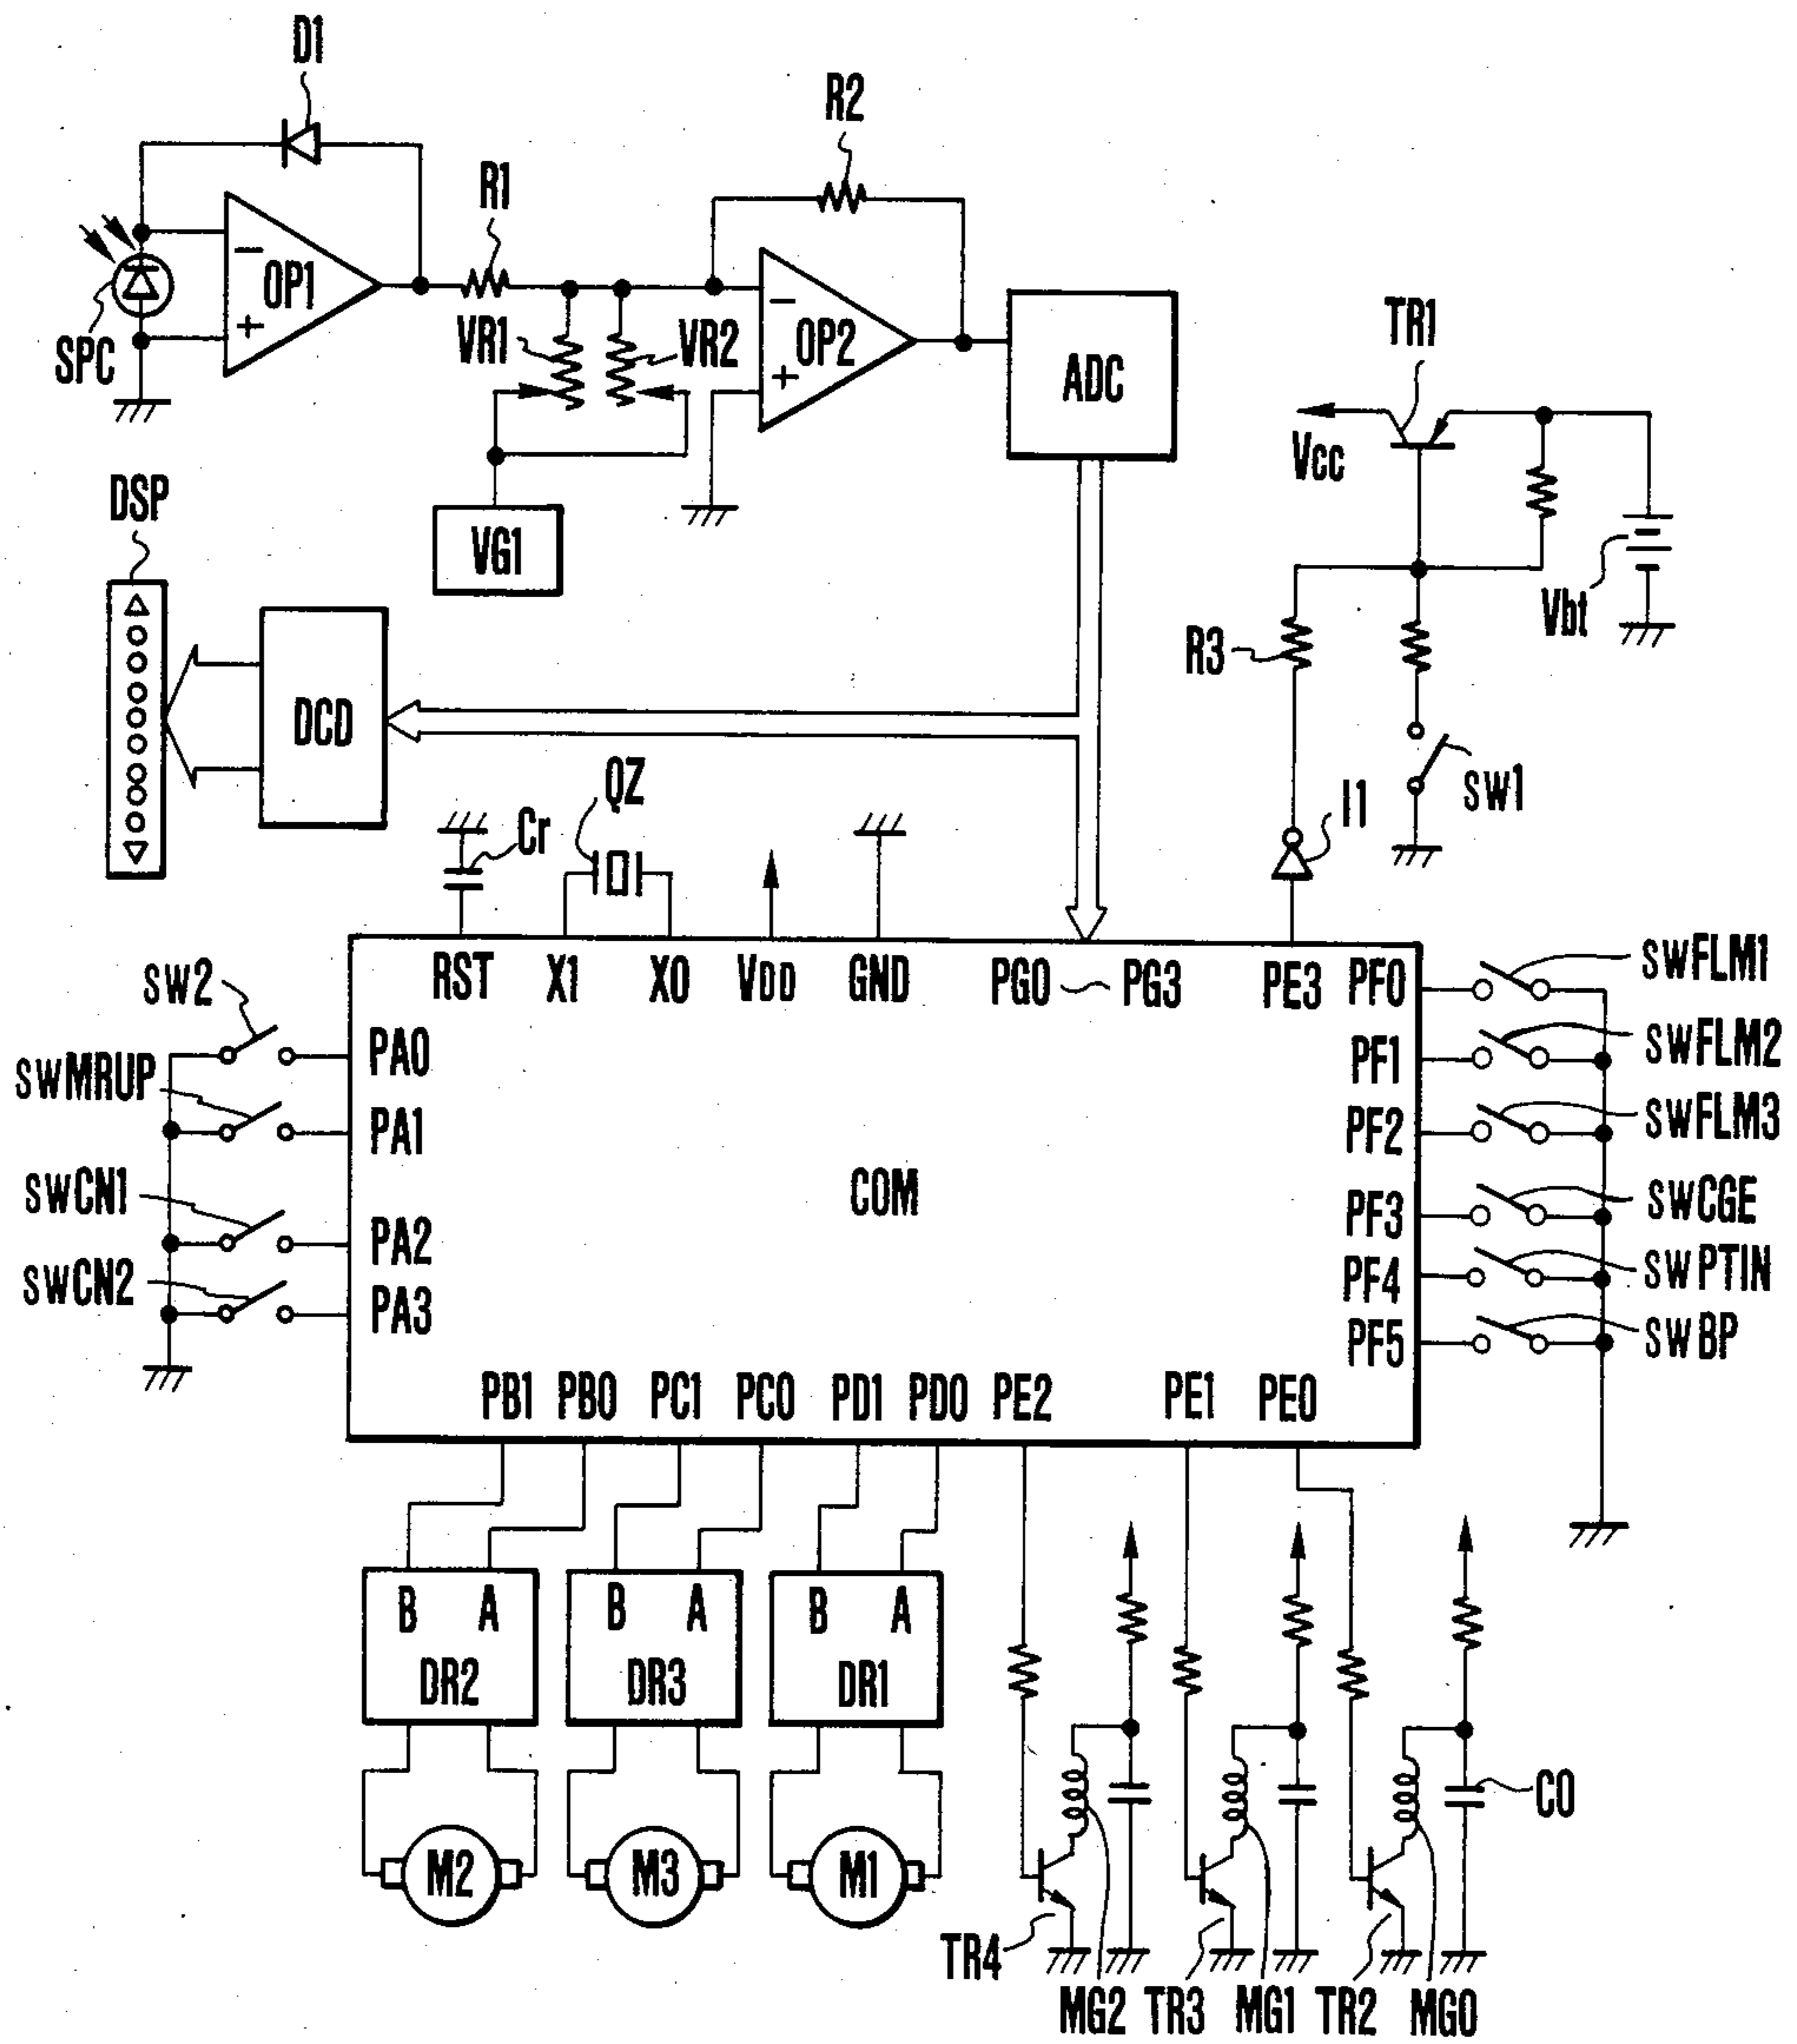 D1
R2
R1
OP1
SPC
VR1
VR2
OP2
ADC
TR1
Vcc
DSP
VG1
Vbt
R3
DCD
QZ
Cr
SW1
I1
SW2
RST X1 X0 VDD GND PG0 ~ PG3 PE3 PF0
swFLM1
PA0
PF1
swFLM2
swMRUP
PA1
PF2
swFLM3
swCN1
COM
PF3
swCGE
PA2
swCN2
PF4
swPTIN
PA3
PF5
swBP
PB1 PB0 PC1 PC0 PD1 PD0 PE2 PE1 PE0
B A B A B A
DR2 DR3 DR1
C0
M2 M3 M1
TR4
MG2 TR3 MG1 TR2 MG0
- + - +